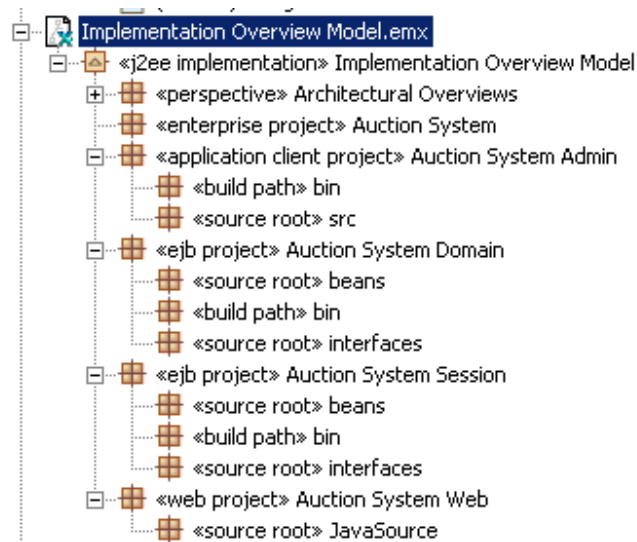 Implementation Overview Model.emx
«j2ee implementation» Implementation Overview Model
«perspective» Architectural Overviews
«enterprise project» Auction System
«application client project» Auction System Admin
«build path» bin
«source root» src
«ejb project» Auction System Domain
«source root» beans
«build path» bin
«source root» interfaces
«ejb project» Auction System Session
«source root» beans
«build path» bin
«source root» interfaces
«web project» Auction System Web
«source root» JavaSource